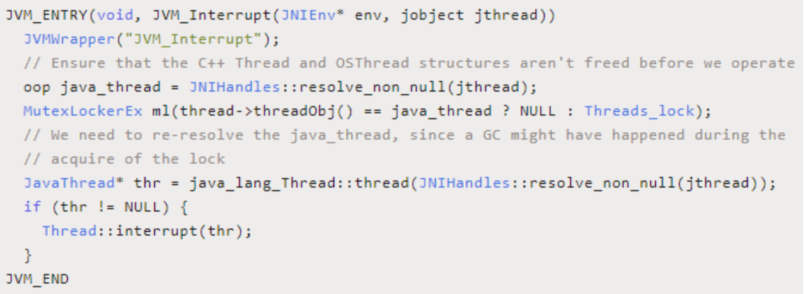 JVM_ENTRY(void, JVM_Interrupt(JNIEnv* env, jobject jthread))
  JVMWrapper("JVM_Interrupt");
  // Ensure that the C++ Thread and OSThread structures aren't freed before we operate
  oop java_thread = JNIHandles::resolve_non_null(jthread);
  MutexLockerEx ml(thread->threadObj() == java_thread ? NULL : Threads_lock);
  // We need to re-resolve the java_thread, since a GC might have happened during the
  // acquire of the lock
  JavaThread* thr = java_lang_Thread::thread(JNIHandles::resolve_non_null(jthread));
  if (thr != NULL) {
    Thread::interrupt(thr);
  }
JVM_END